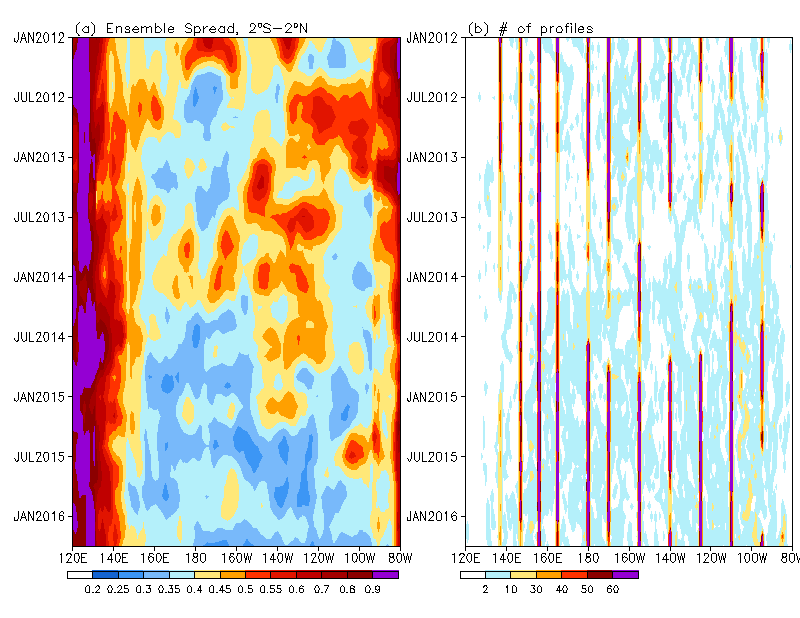 (a) Ensemble Spread, 2°S-2°N
(b) # of profiles
JAN2012
JUL2012
JAN2013
JUL2013
JAN2014
JUL2014
JAN2015
JUL2015
JAN2016
120E 140E 160E 180 160W 140W 120W 100W 80W
0.2 0.25 0.3 0.35 0.4 0.45 0.5 0.55 0.6 0.7 0.8 0.9
JAN2012
JUL2012
JAN2013
JUL2013
JAN2014
JUL2014
JAN2015
JUL2015
JAN2016
120E 140E 160E 180 160W 140W 120W 100W 80W
2 10 30 40 50 60